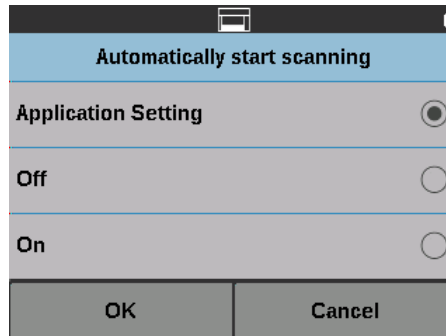 Automatically start scanning
Application Setting
Off
On
OK
Cancel